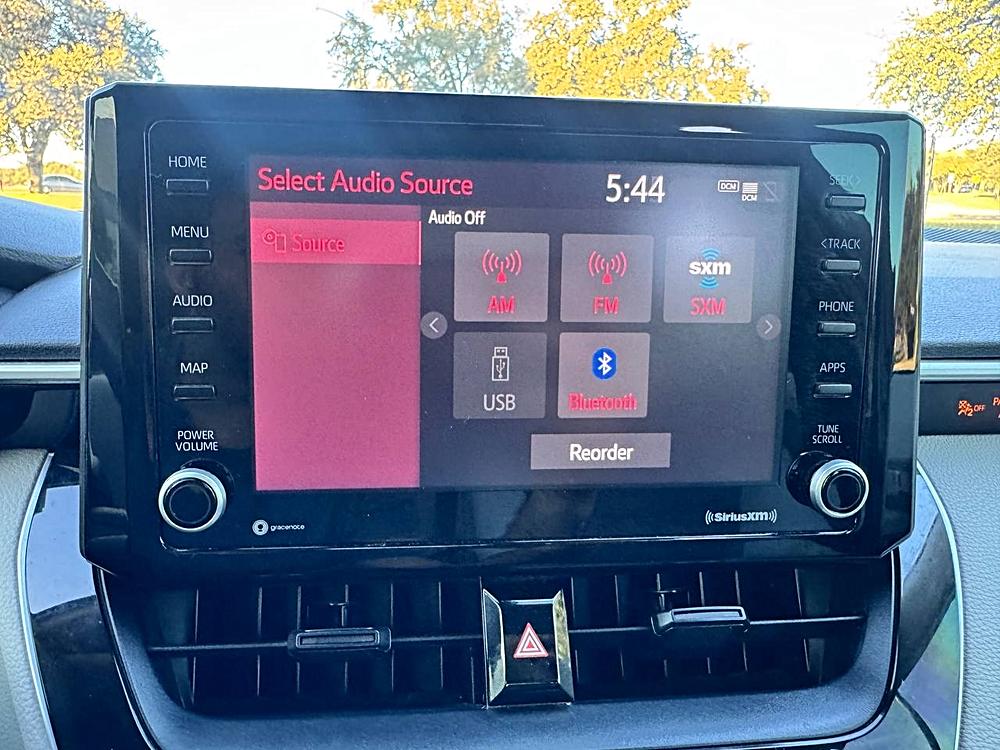 HOME
MENU
AUDIO
MAP
POWER
VOLUME
gracenote
Select Audio Source
5:44
DCM
DCM
Source
Audio Off
AM
FM
sxm
SXM
USB
Bluetooth
Reorder
SEEK>
<TRACK
PHONE
APPS
TUNE
SCROLL
((SiriusXM))
OFF